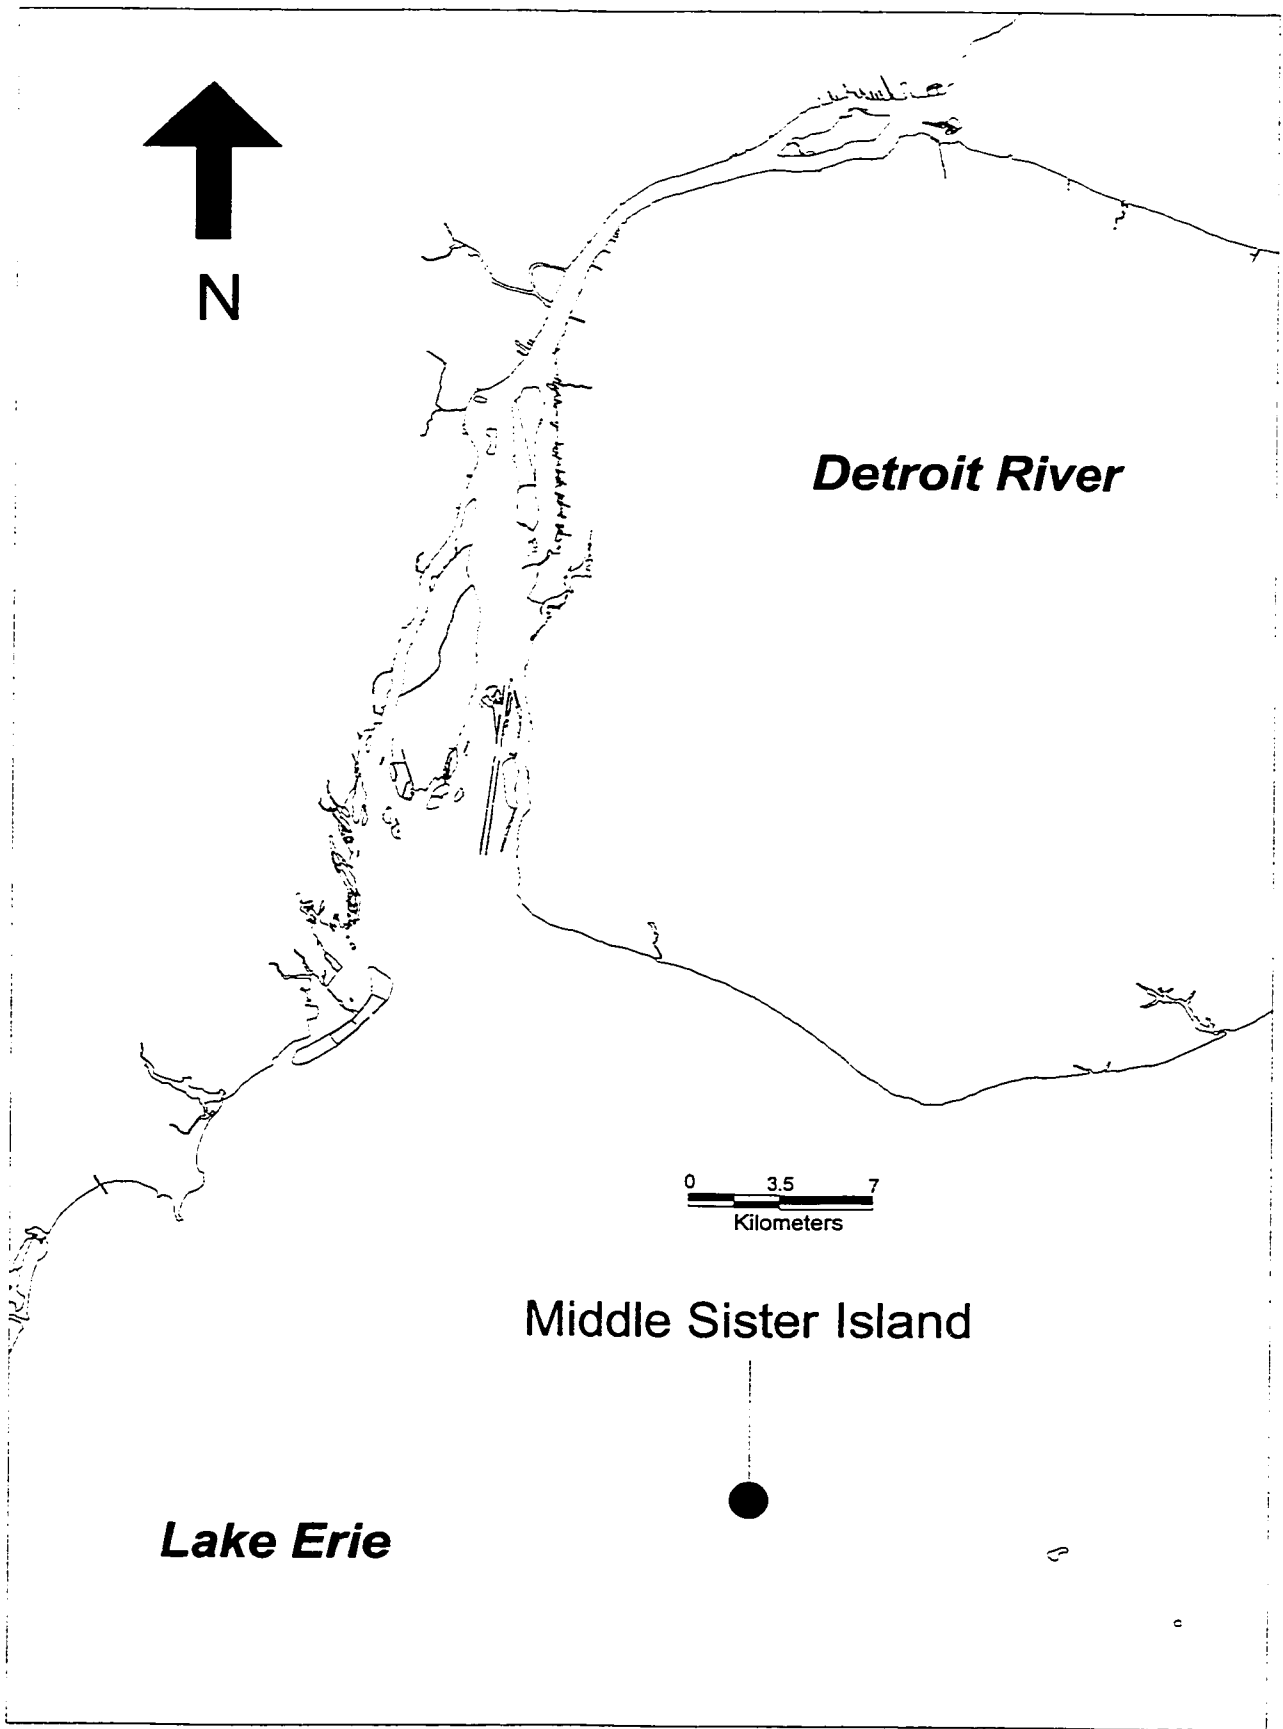 N
Detroit River
0 3.5 7
Kilometers
Middle Sister Island
Lake Erie